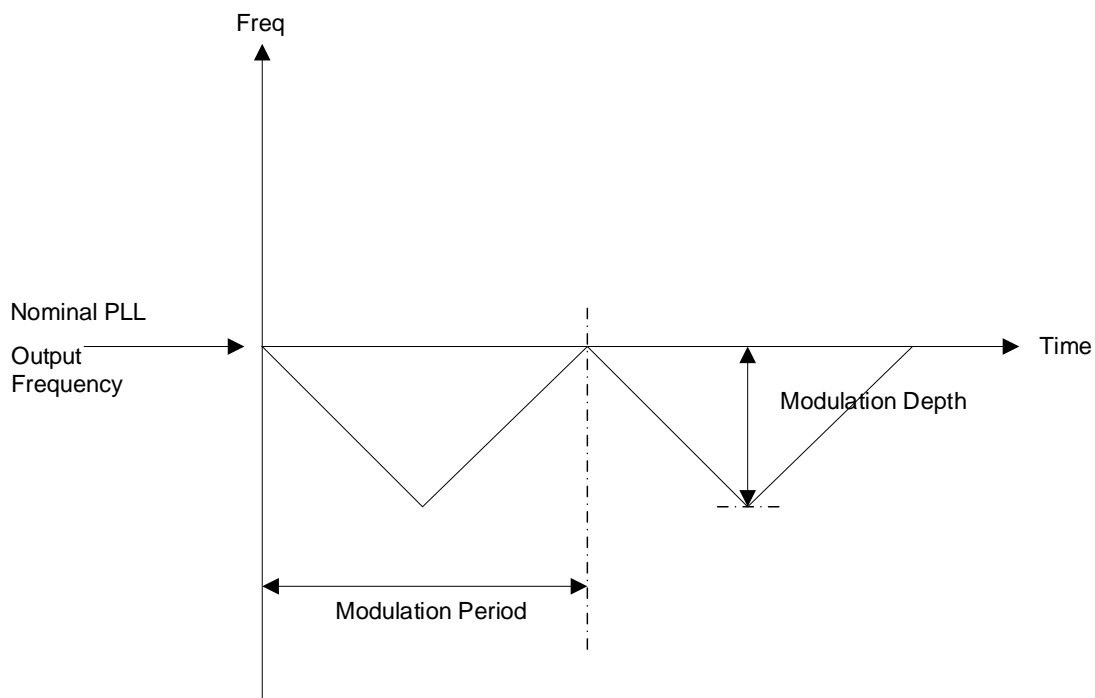 Freq
Nominal PLL
Output
Frequency
Time
Modulation Depth
Modulation Period